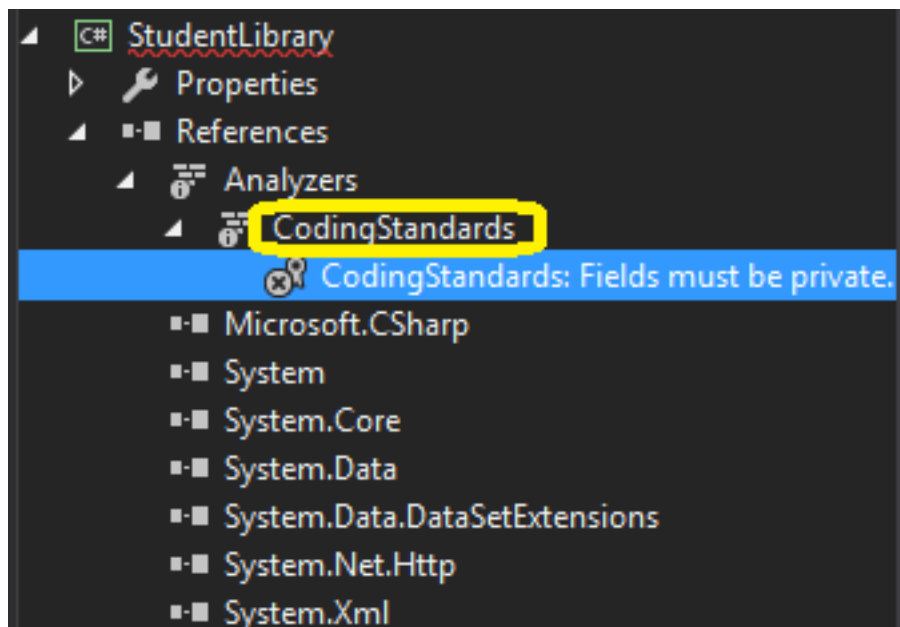 C# StudentLibrary
Properties
References
Analyzers
CodingStandards
CodingStandards: Fields must be private.
Microsoft.CSharp
System
System.Core
System.Data
System.Data.DataSetExtensions
System.Net.Http
System.Xml